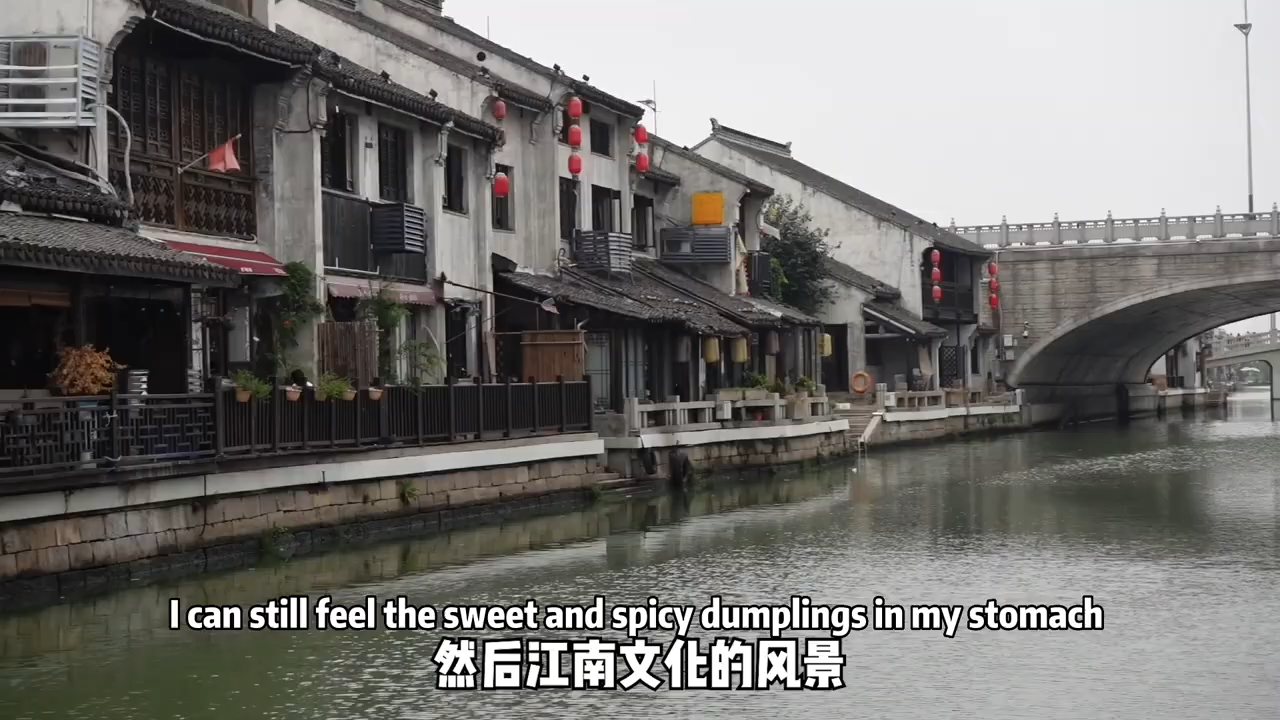 I can still feel the sweet and spicy dumplings in my stomach
然后江南文化的风景